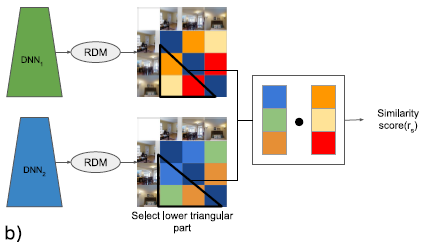 DNN1
RDM
DNN2
RDM
Select lower triangular
part
Similarity
score(rs)
b)